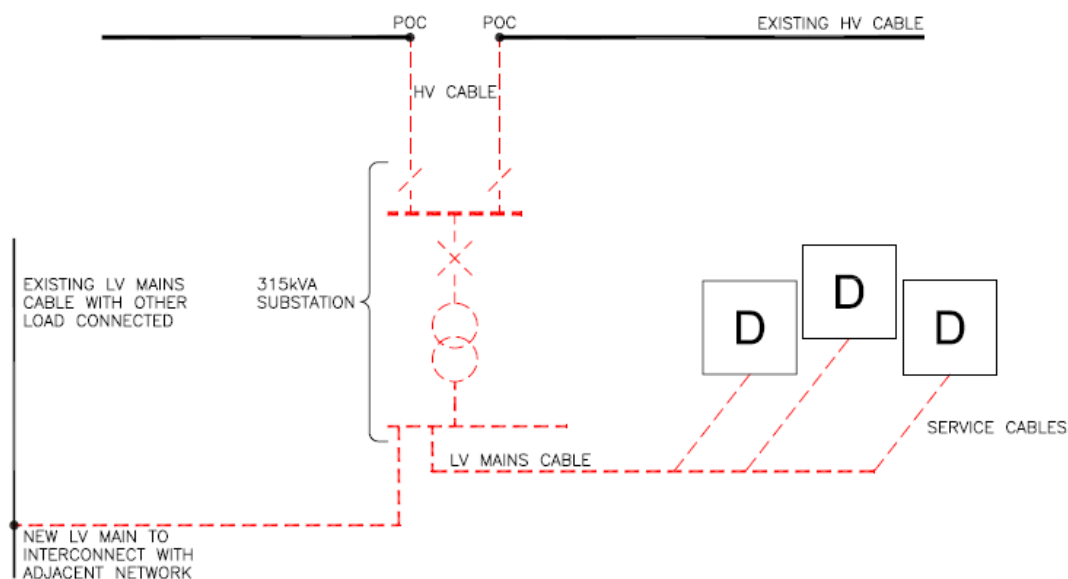 POC
POC
EXISTING HV CABLE
HV CABLE
EXISTING LV MAINS
CABLE WITH OTHER
LOAD CONNECTED
315kVA
SUBSTATION
D
D
D
SERVICE CABLES
LV MAINS CABLE
NEW LV MAIN TO
INTERCONNECT WITH
ADJACENT NETWORK